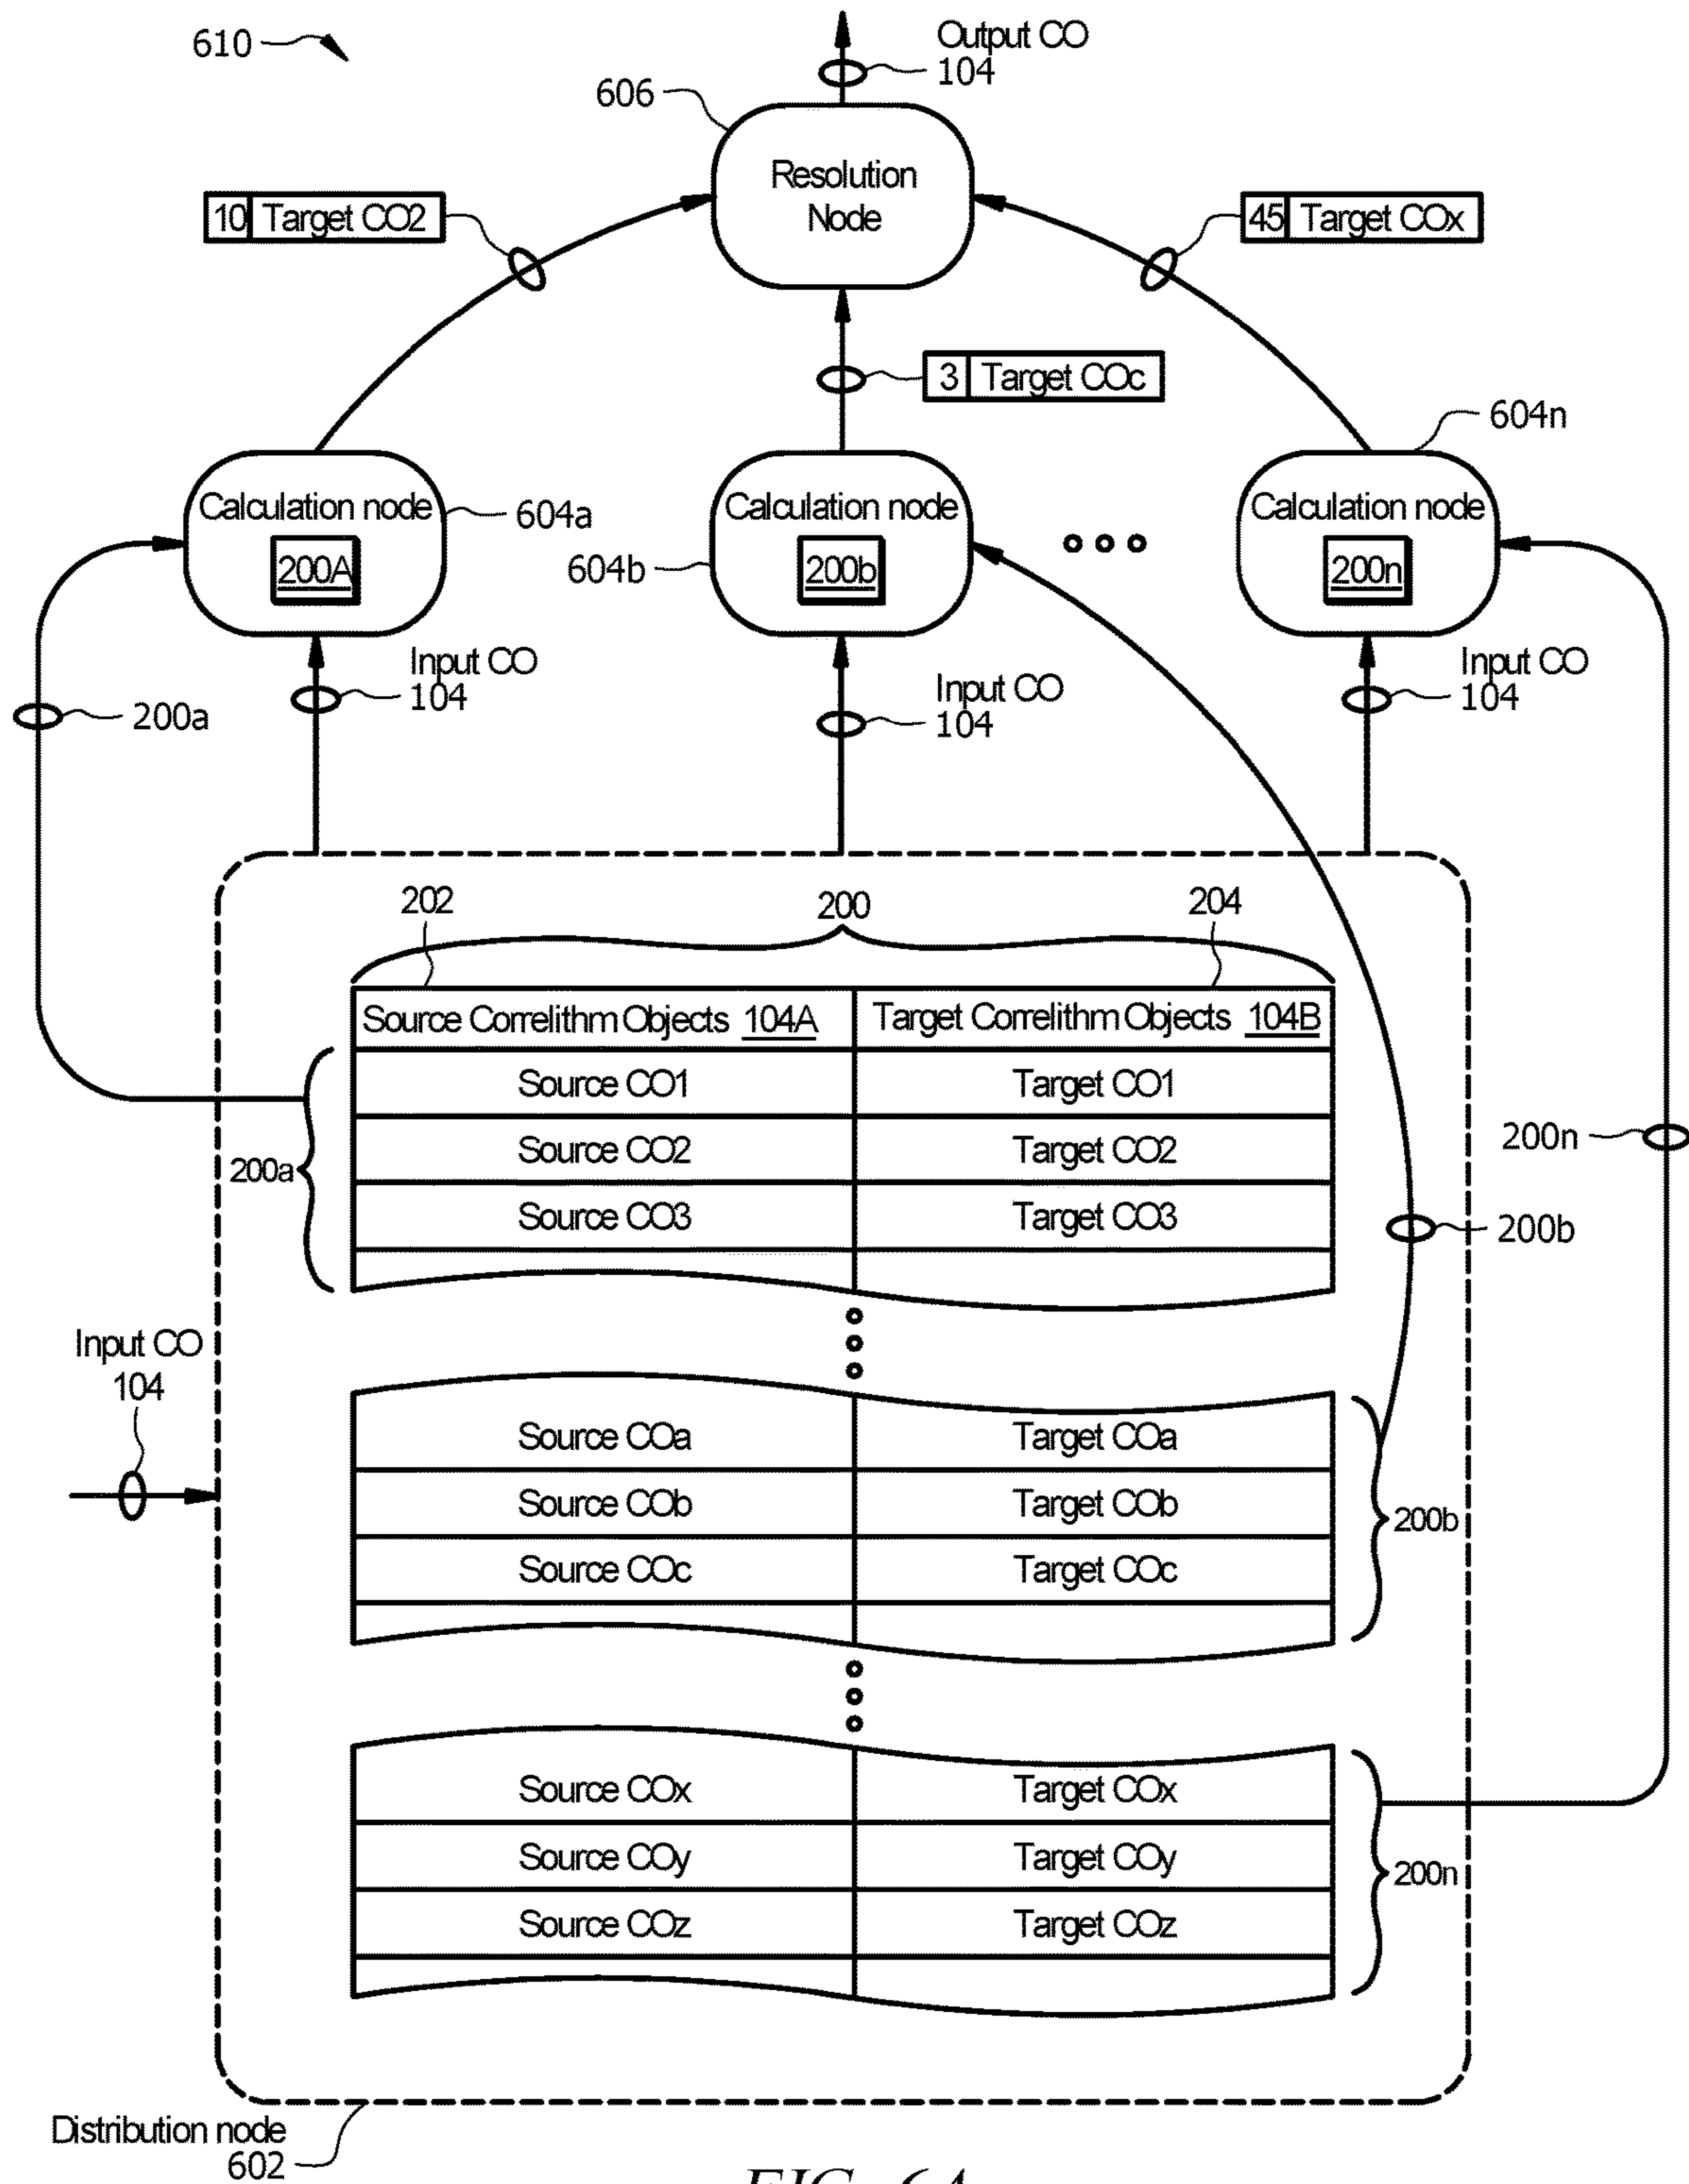 610
Output CO
104
606
Resolution
Node
10 Target CO2
45 Target COx
3 Target COc
604n
Calculation node
200A
604a
Calculation node
200b
604b
Calculation node
200n
Input CO
104
Input CO
104
Input CO
104
200a
202
200
204
Source Correlithm Objects 104A Target Correlithm Objects 104B
Source CO1 Target CO1
Source CO2 Target CO2
Source CO3 Target CO3
200a
200n
200b
Input CO
104
Source COa Target COa
Source COb Target COb
Source COc Target COc
200b
Source COx Target COx
Source COy Target COy
Source COz Target COz
200n
Distribution node
602
FIG. 6A